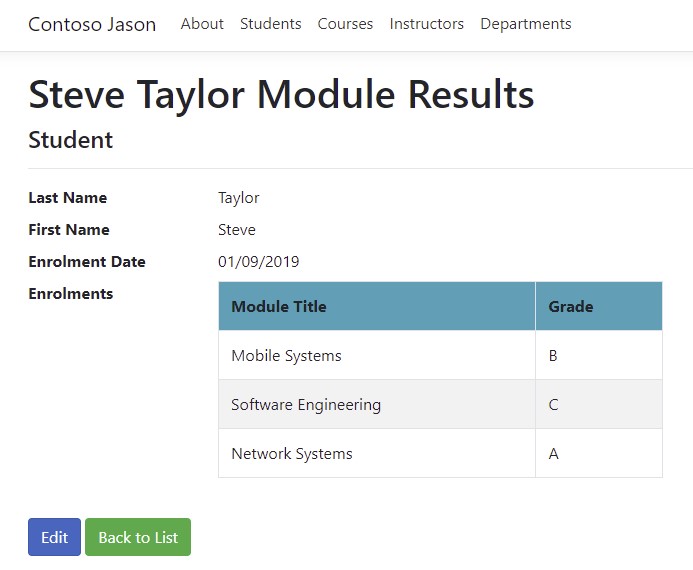 Contoso Jason About Students Courses Instructors Departments
Steve Taylor Module Results
Student
Last Name Taylor
First Name Steve
Enrolment Date 01/09/2019
Enrolments Module Title Grade
Mobile Systems B
Software Engineering C
Network Systems A
Edit Back to List